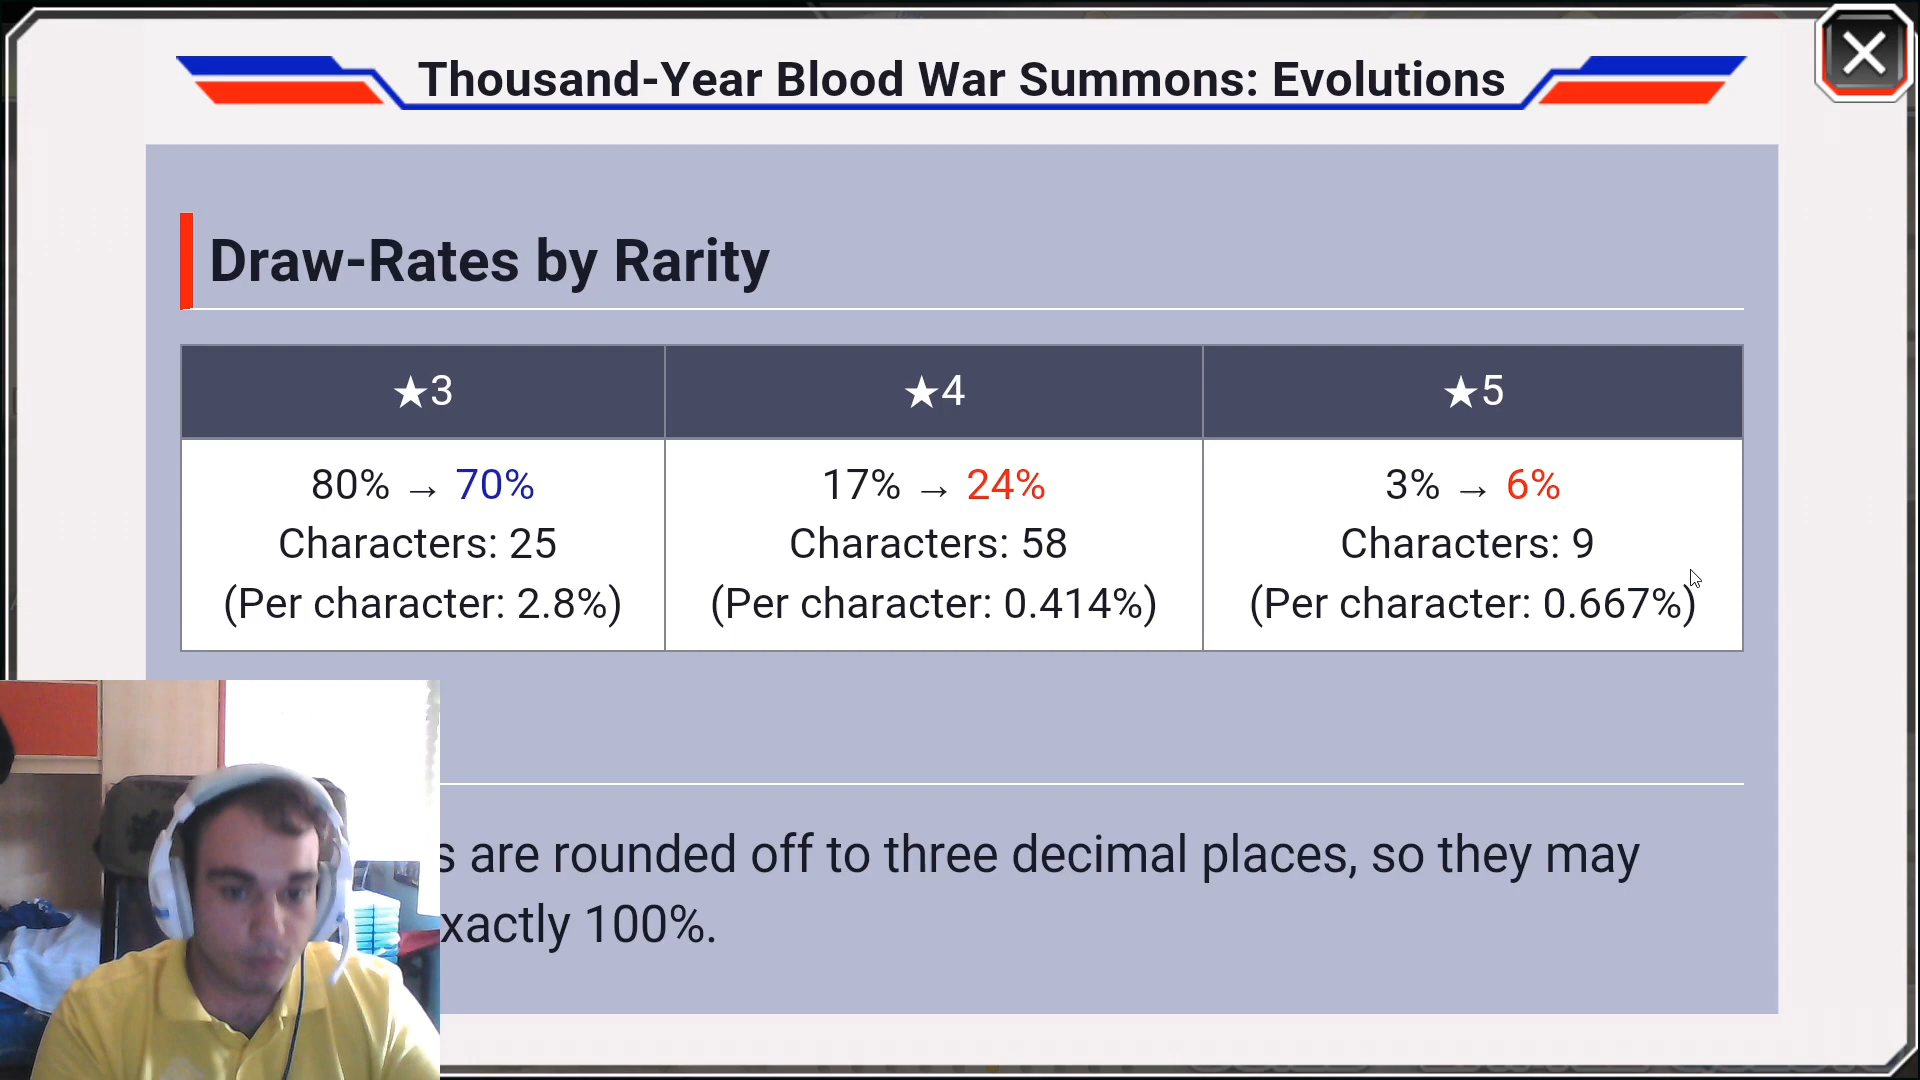 Thousand-Year Blood War Summons: Evolutions
Draw-Rates by Rarity
★3 ★4 ★5
80% → 70% 17% → 24% 3% → 6%
Characters: 25 Characters: 58 Characters: 9
(Per character: 2.8%) (Per character: 0.414%) (Per character: 0.667%)
s are rounded off to three decimal places, so they may
xactly 100%.